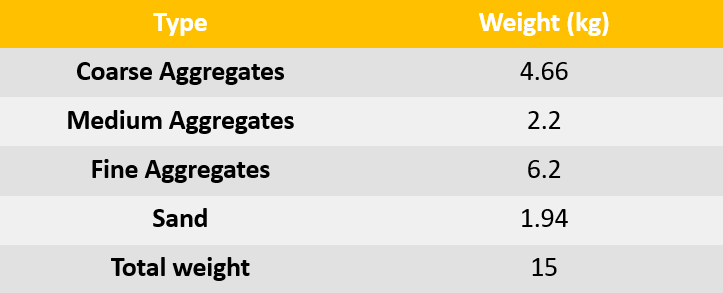 Type Weight (kg)
Coarse Aggregates 4.66
Medium Aggregates 2.2
Fine Aggregates 6.2
Sand 1.94
Total weight 15